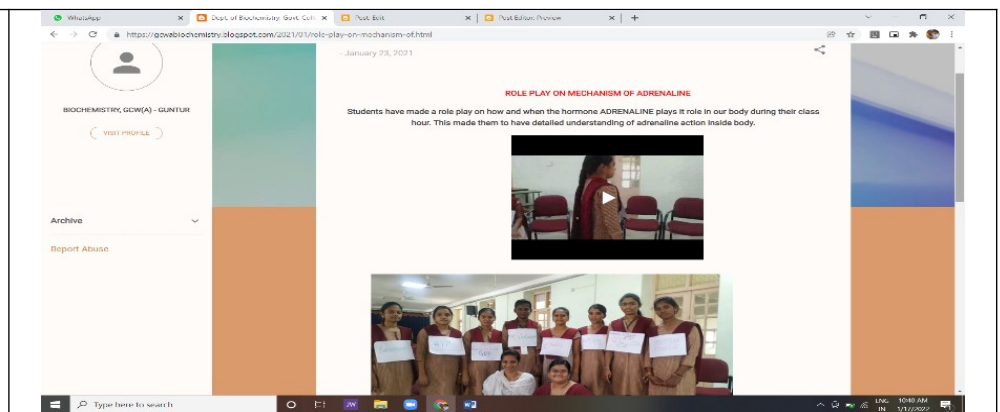 WhatsApp
Dept. of Biochemistry, Govt. Coll
Post: Edit
Post Editor: Preview
https://gcwabiochemistry.blogspot.com/2021/01/role-play-on-mechanism-of.html
- January 23, 2021
BIOCHEMISTRY, GCW(A) - GUNTUR
VISIT PROFILE
Archive
Report Abuse
ROLE PLAY ON MECHANISM OF ADRENALINE
Students have made a role play on how and when the hormone ADRENALINE plays it role in our body during their class
hour. This made them to have detailed understanding of adrenaline action inside body.
Type here to search
ENG 10:48 AM
IN 1/17/2022